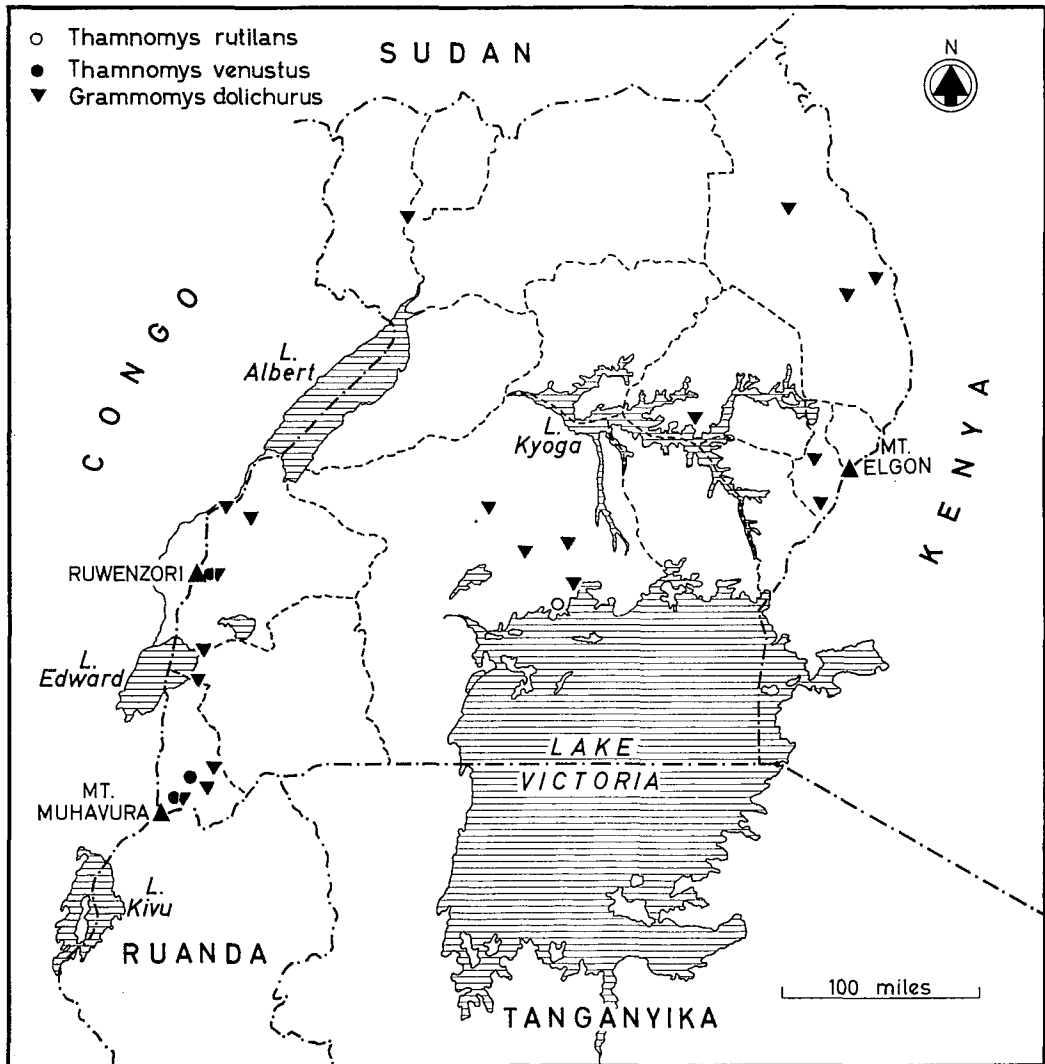 Thamnomys rutilans
Thamnomys venustus
Grammomys dolichurus
SUDAN
N
CONGO
L.
Albert
L.
Kyoga
MT.
ELGON
KENYA
RUWENZORI
L.
Edward
LAKE
VICTORIA
MT.
MUHAVURA
L.
Kivu
RUANDA
100 miles
TANGANYIKA